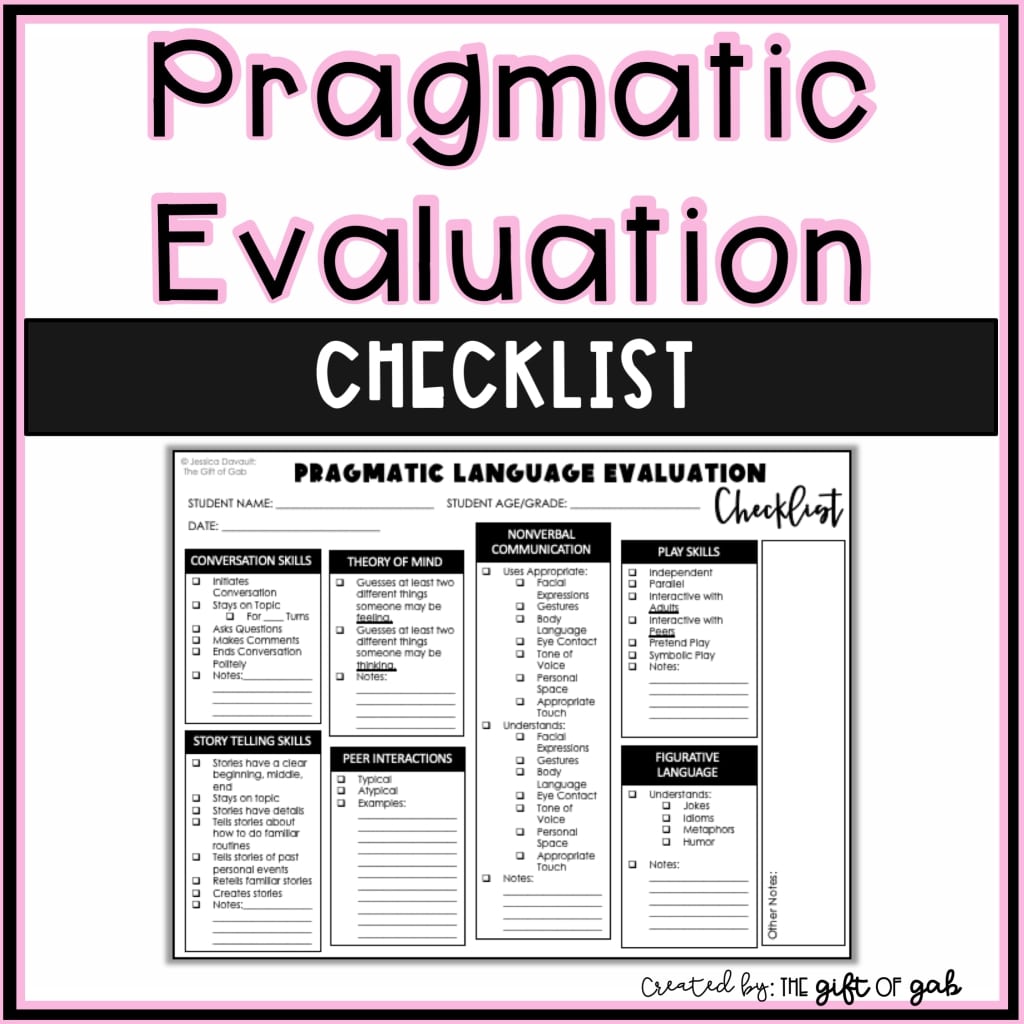 Pragmatic
Evaluation
CHECKLIST
© Jessica Davault:
The Gift of Gab
PRAGMATIC LANGUAGE EVALUATION
Checklist
STUDENT NAME: ____________ STUDENT AGE/GRADE: ____________
DATE: ____________
CONVERSATION SKILLS
Initiates
Conversation
Stays on Topic
For ____ Turns
Asks Questions
Makes Comments
Ends Conversation
Politely
Notes:____________
THEORY OF MIND
Guesses at least two
different things
someone may be
feeling.
Guesses at least two
different things
someone may be
thinking.
Notes:
NONVERBAL
COMMUNICATION
Uses Appropriate:
Facial
Expressions
Gestures
Body
Language
Eye Contact
Tone of
Voice
Personal
Space
Appropriate
Touch
Understands:
Facial
Expressions
Gestures
Body
Language
Eye Contact
Tone of
Voice
Personal
Space
Appropriate
Touch
Notes:
PLAY SKILLS
Independent
Parallel
Interactive with
Adults
Interactive with
Peers
Pretend Play
Symbolic Play
Notes:
STORY TELLING SKILLS
Stories have a clear
beginning, middle,
end
Stays on topic
Stories have details
Tells stories about
how to do familiar
routines
Tells stories of past
personal events
Retells familiar stories
Creates stories
Notes:____________
PEER INTERACTIONS
Typical
Atypical
Examples:
FIGURATIVE
LANGUAGE
Understands:
Jokes
Idioms
Metaphors
Humor
Notes:
Other Notes:
Created by: THE gift OF gab